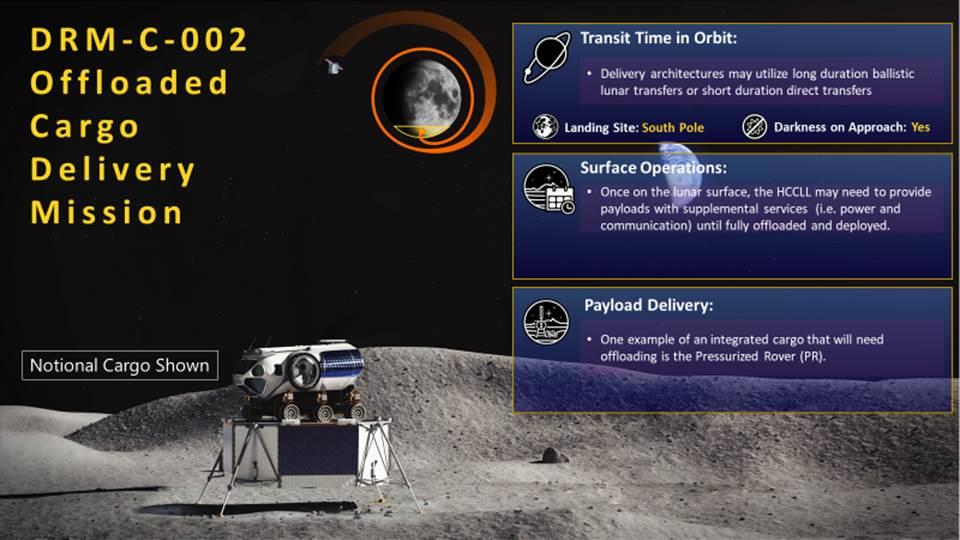 DRM-C-002
Offloaded
Cargo
Delivery
Mission
Notional Cargo Shown
Transit Time in Orbit:
• Delivery architectures may utilize long duration ballistic
lunar transfers or short duration direct transfers
Landing Site: South Pole
Darkness on Approach: Yes
Surface Operations:
• Once on the lunar surface, the HCCLL may need to provide
payloads with supplemental services (i.e. power and
communication) until fully offloaded and deployed.
Payload Delivery:
• One example of an integrated cargo that will need
offloading is the Pressurized Rover (PR).